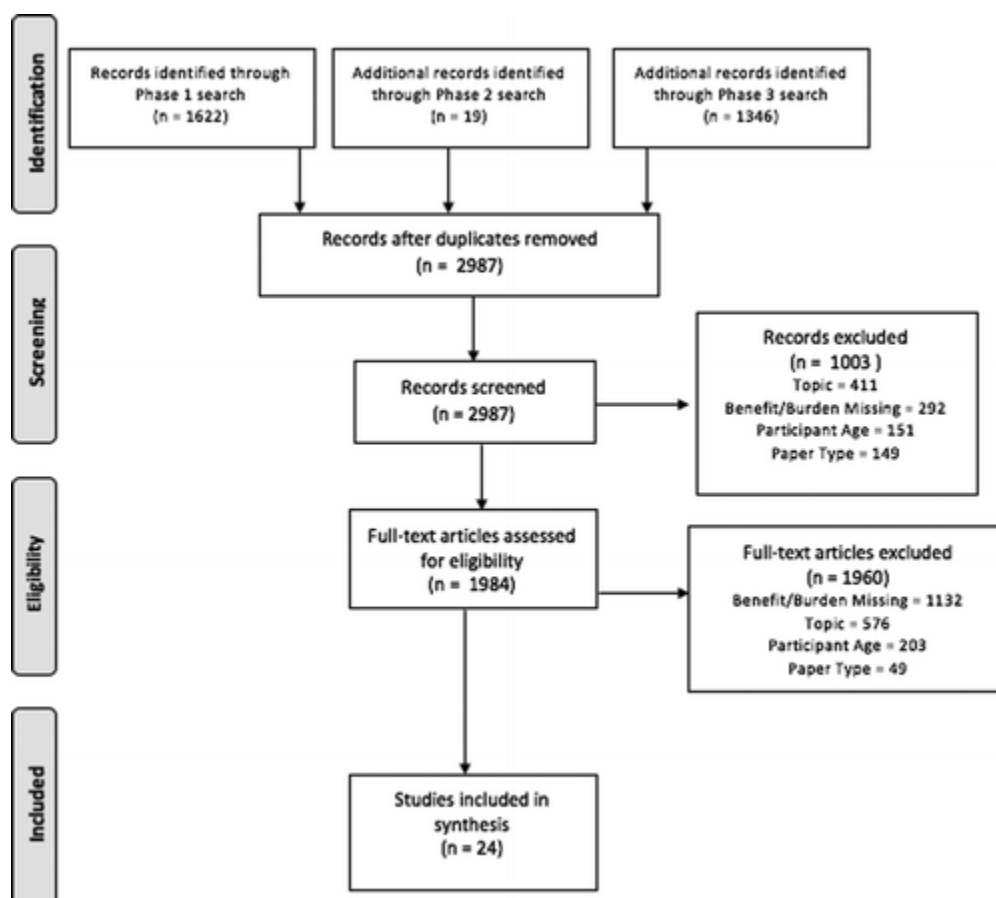 Identification
Records identified through
Phase 1 search
(n = 1622)
Additional records identified
through Phase 2 search
(n = 19)
Additional records identified
through Phase 3 search
(n = 1346)
Records after duplicates removed
(n = 2987)
Screening
Records screened
(n = 2987)
Records excluded
(n = 1003 )
Topic = 411
Benefit/Burden Missing = 292
Participant Age = 151
Paper Type = 149
Eligibility
Full-text articles assessed
for eligibility
(n = 1984)
Full-text articles excluded
(n = 1960)
Benefit/Burden Missing = 1132
Topic = 576
Participant Age = 203
Paper Type = 49
Included
Studies included in
synthesis
(n = 24)